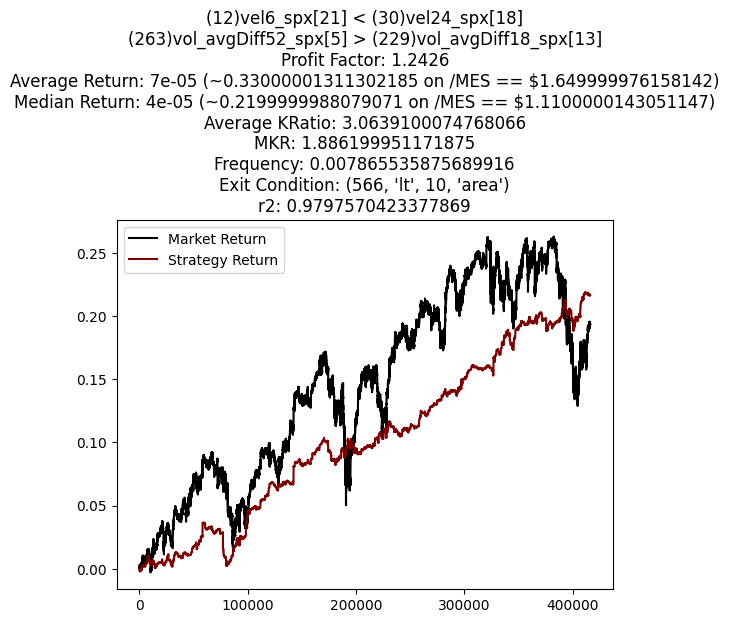 (12)vel6_spx[21] < (30)vel24_spx[18]
(263)vol_avgDiff52_spx[5] > (229)vol_avgDiff18_spx[13]
Profit Factor: 1.2426
Average Return: 7e-05 (~0.33000001311302185 on /MES == $1.649999976158142)
Median Return: 4e-05 (~0.2199999988079071 on /MES == $1.1100000143051147)
Average KRatio: 3.0639100074768066
MKR: 1.886199951171875
Frequency: 0.007865535875689916
Exit Condition: (566, 'lt', 10, 'area')
r2: 0.9797570423377869
Market Return
Strategy Return
0.25
0.20
0.15
0.10
0.05
0.00
0
100000
200000
300000
400000